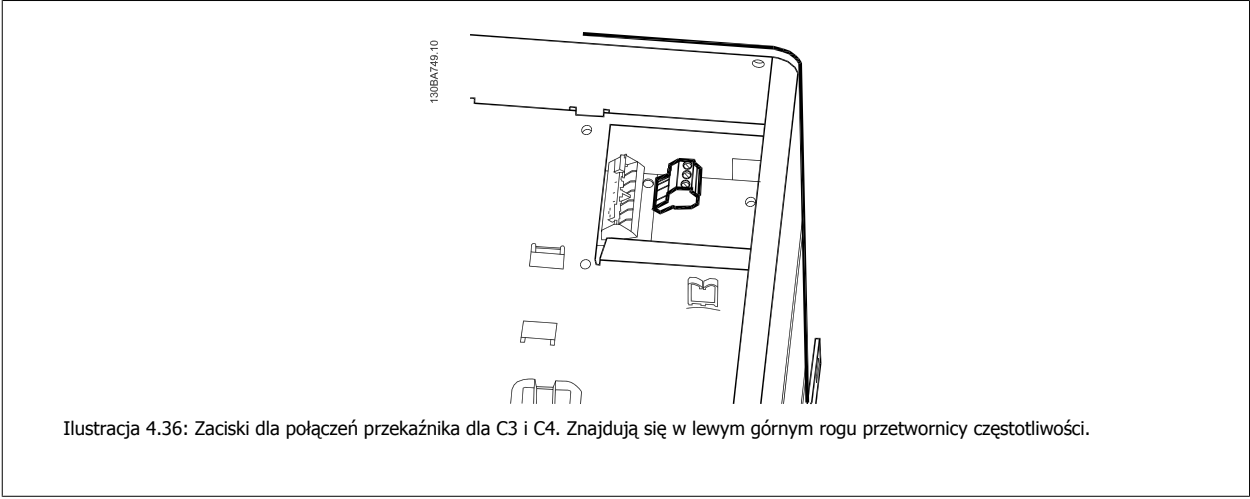 130BA749.10
Ilustracja 4.36: Zaciski dla połączeń przekaźnika dla C3 i C4. Znajdują się w lewym górnym rogu przetwornicy częstotliwości.